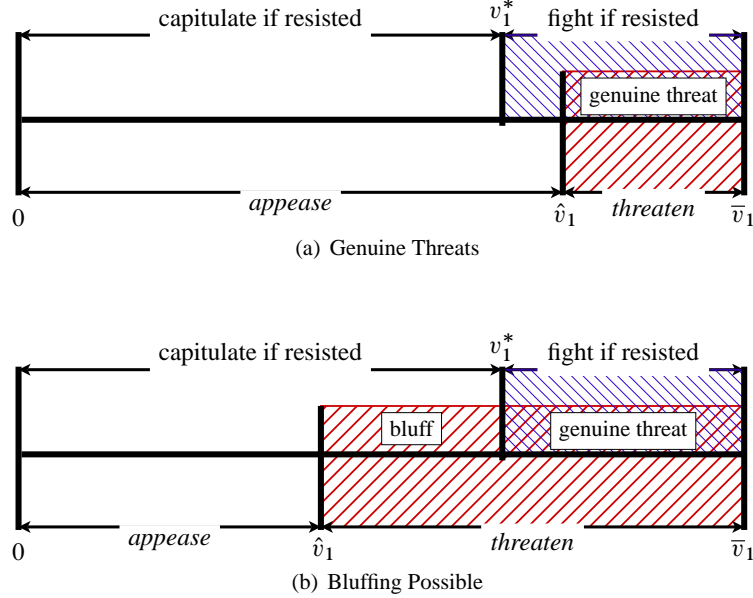 capitulate if resisted v₁* fight if resisted
genuine threat
appease threaten
0 v̂₁ v̅₁
(a) Genuine Threats
capitulate if resisted v₁* fight if resisted
bluff genuine threat
appease threaten
0 v̂₁ v̅₁
(b) Bluffing Possible